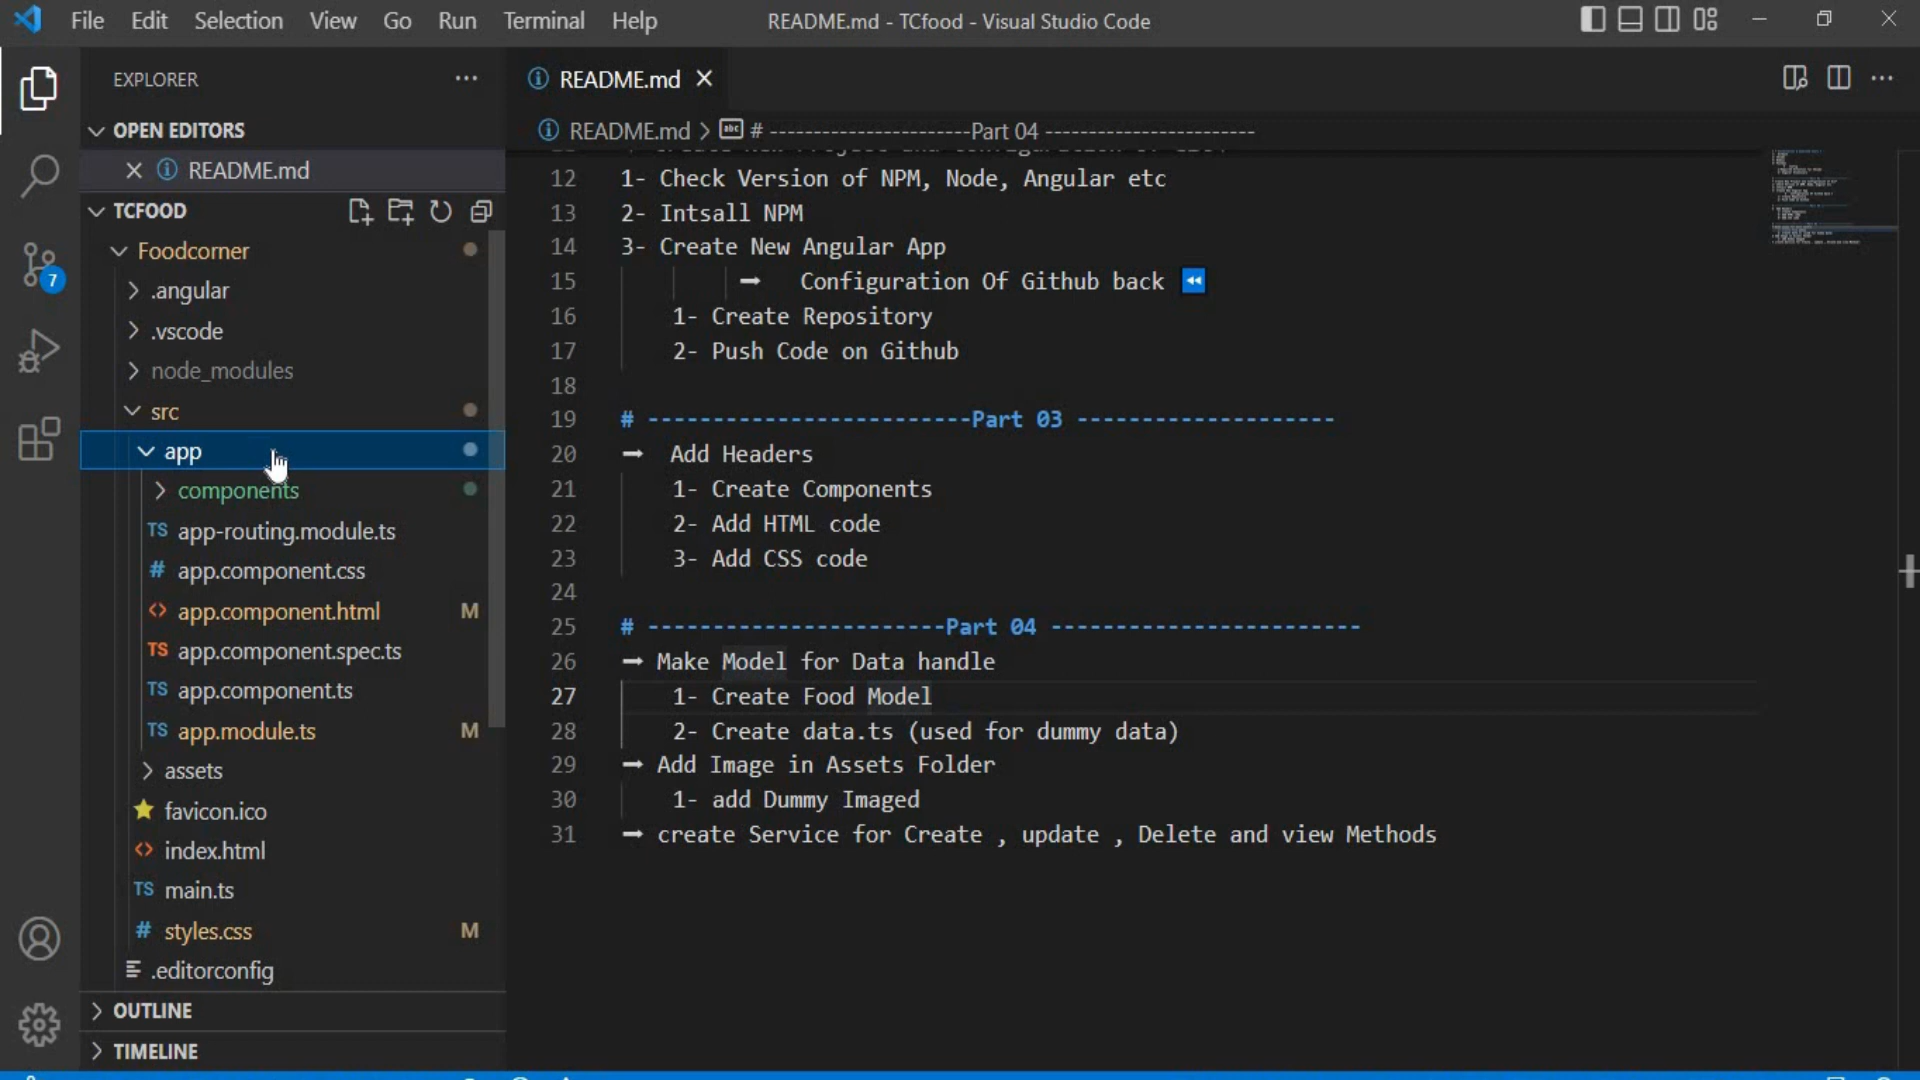 File Edit Selection View Go Run Terminal Help README.md - TCfood - Visual Studio Code
EXPLORER
OPEN EDITORS
README.md
TCFOOD
Foodcorner
.angular
.vscode
node_modules
src
app
components
TS app-routing.module.ts
# app.component.css
<> app.component.html M
TS app.component.spec.ts
TS app.component.ts
TS app.module.ts M
assets
favicon.ico
<> index.html
TS main.ts
# styles.css M
.editorconfig
OUTLINE
TIMELINE
7
README.md
README.md > abc # -----------------------Part 04 ------------------------
12 1- Check Version of NPM, Node, Angular etc
13 2- Intsall NPM
14 3- Create New Angular App
15 ➡ Configuration Of Github back ⏪
16 1- Create Repository
17 2- Push Code on Github
18
19 # -------------------------Part 03 --------------------
20 ➡ Add Headers
21 1- Create Components
22 2- Add HTML code
23 3- Add CSS code
24
25 # -----------------------Part 04 ------------------------
26 ➡ Make Model for Data handle
27 1- Create Food Model
28 2- Create data.ts (used for dummy data)
29 ➡ Add Image in Assets Folder
30 1- add Dummy Imaged
31 ➡ create Service for Create , update , Delete and view Methods